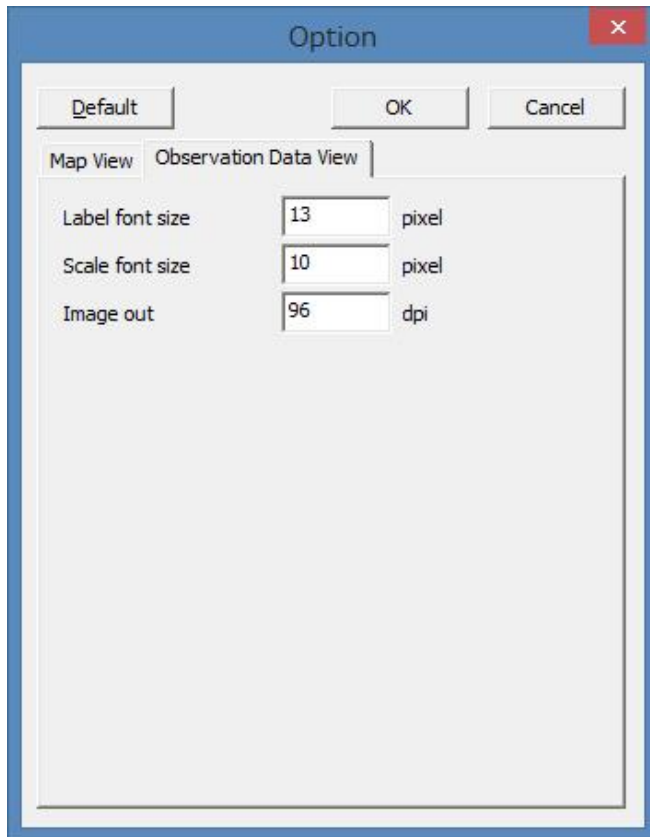 Option
Default OK Cancel
Map View Observation Data View
Label font size 13 pixel
Scale font size 10 pixel
Image out 96 dpi